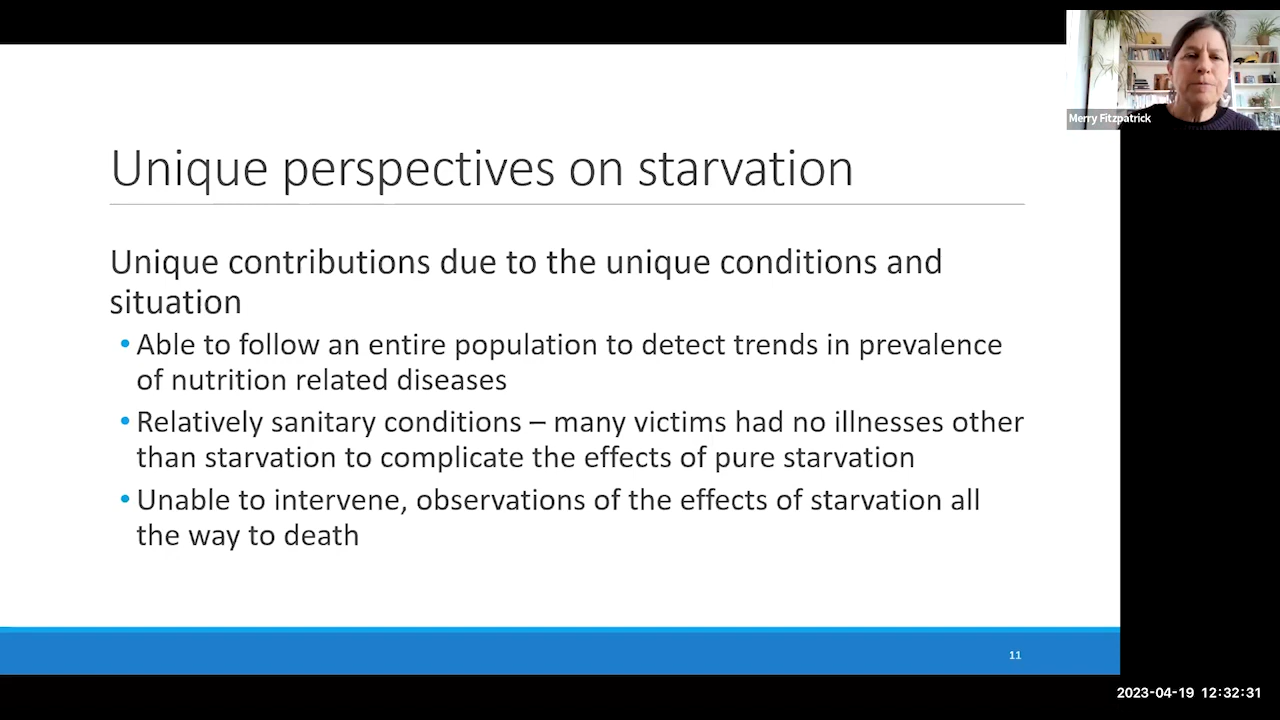 Merry Fitzpatrick
Unique perspectives on starvation
Unique contributions due to the unique conditions and
situation
• Able to follow an entire population to detect trends in prevalence
of nutrition related diseases
• Relatively sanitary conditions – many victims had no illnesses other
than starvation to complicate the effects of pure starvation
• Unable to intervene, observations of the effects of starvation all
the way to death
11
2023-04-19 12:32:31